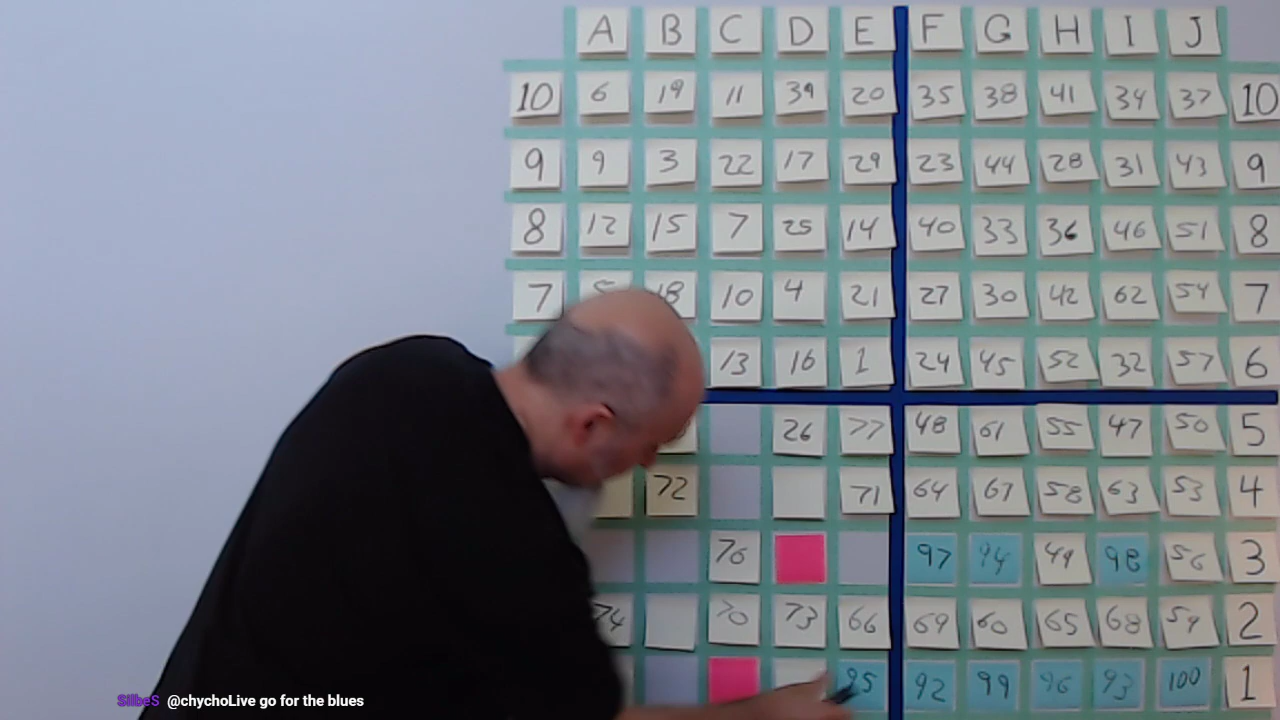 A B C D E F G H I J
10 6 19 11 39 20 35 38 41 34 37 10
9 9 3 22 17 29 23 44 28 31 43 9
8 12 15 7 25 14 40 33 36 46 51 8
7 18 10 4 21 27 30 42 62 54 7
13 16 1 24 45 52 32 57 6
26 77 48 61 55 47 50 5
72 71 64 67 58 63 53 4
76 97 94 49 98 56 3
74 70 73 66 69 60 65 68 59 2
95 92 99 96 93 100 1
SilbeS @chychoLive go for the blues